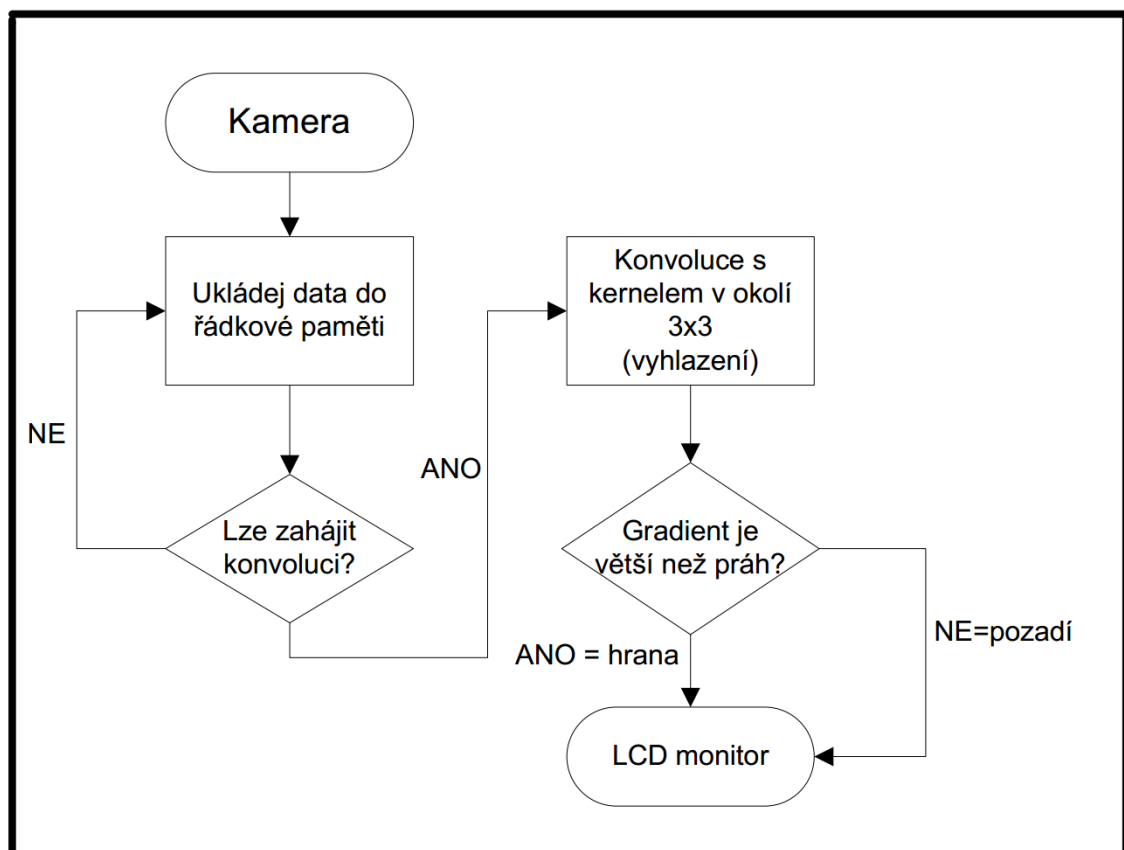 Kamera
Ukládej data do
řádkové paměti
NE
Lze zahájit
konvoluci?
ANO
Konvoluce s
kernelem v okolí
3x3
(vyhlazení)
Gradient je
větší než práh?
ANO = hrana
NE=pozadí
LCD monitor